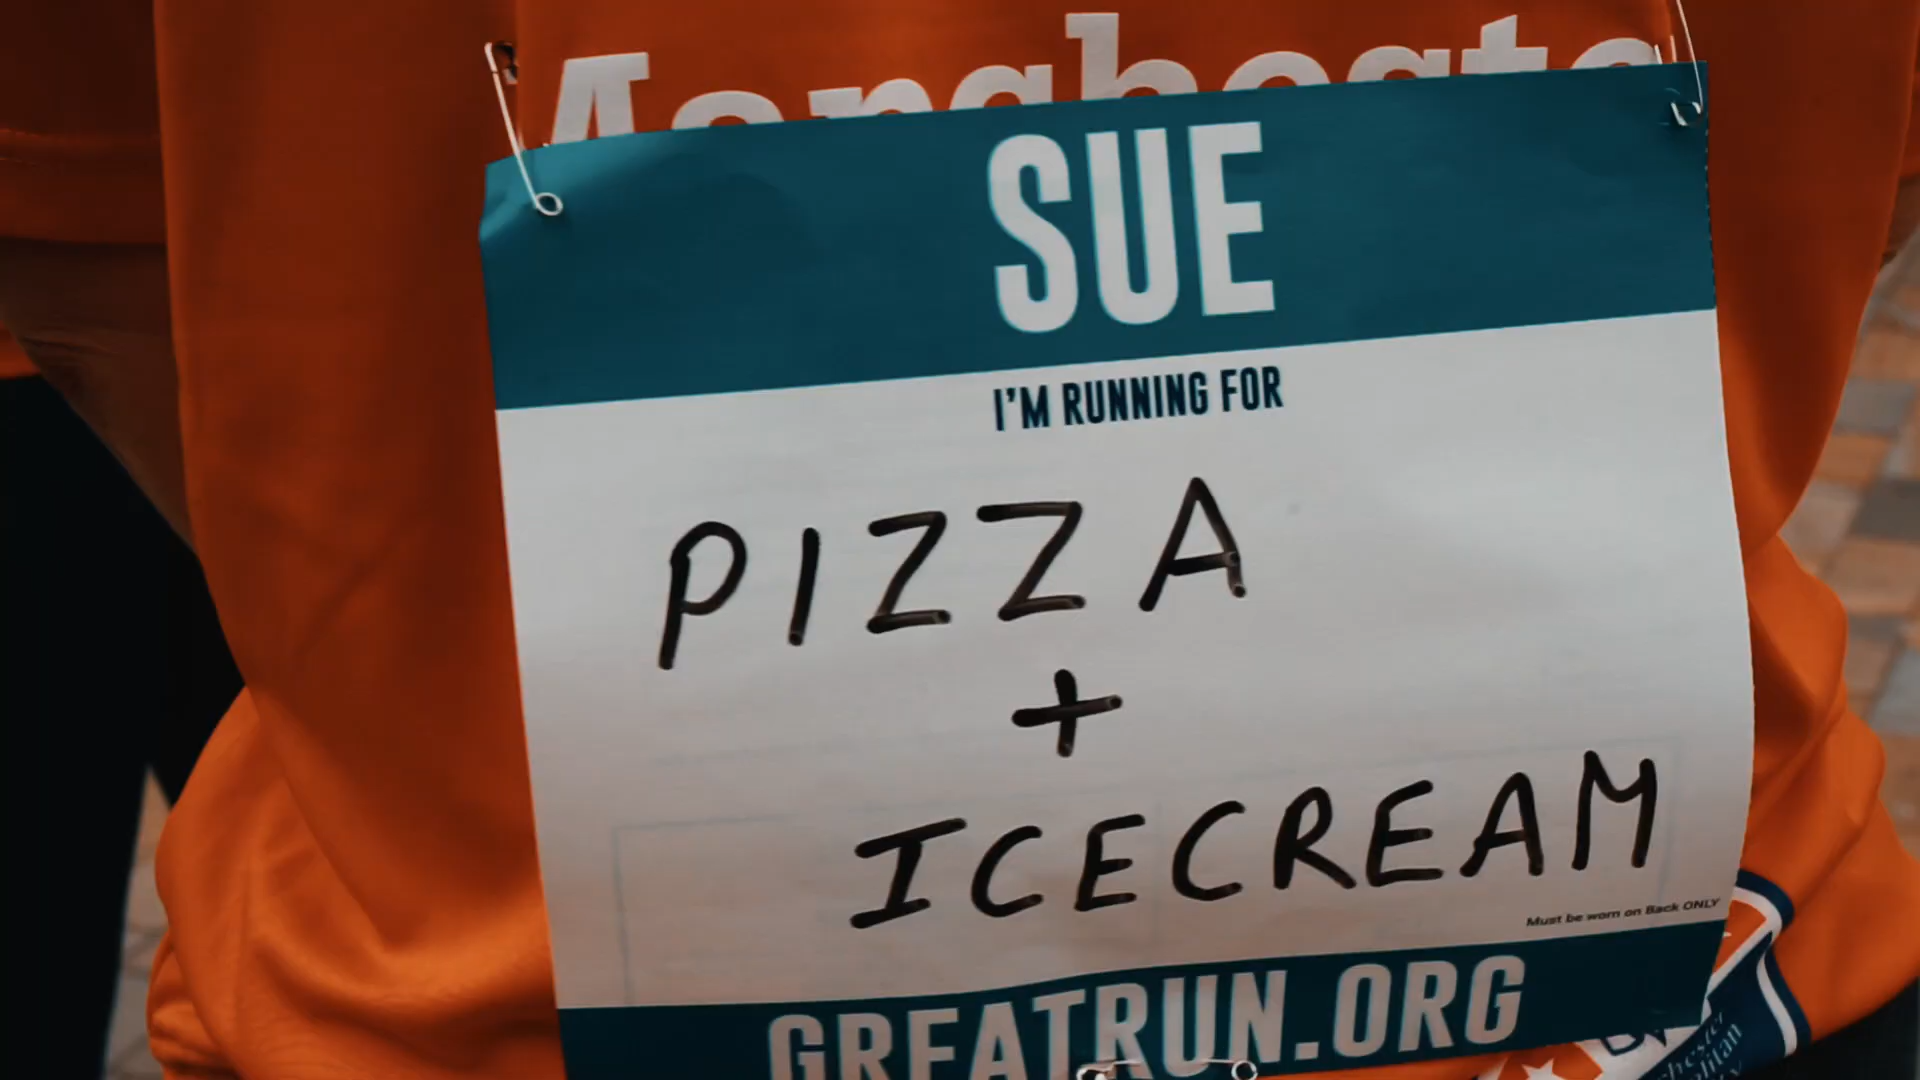 SUE
I'M RUNNING FOR
PIZZA
+
ICECREAM
Must be worn on Back ONLY
GREATRUN.ORG